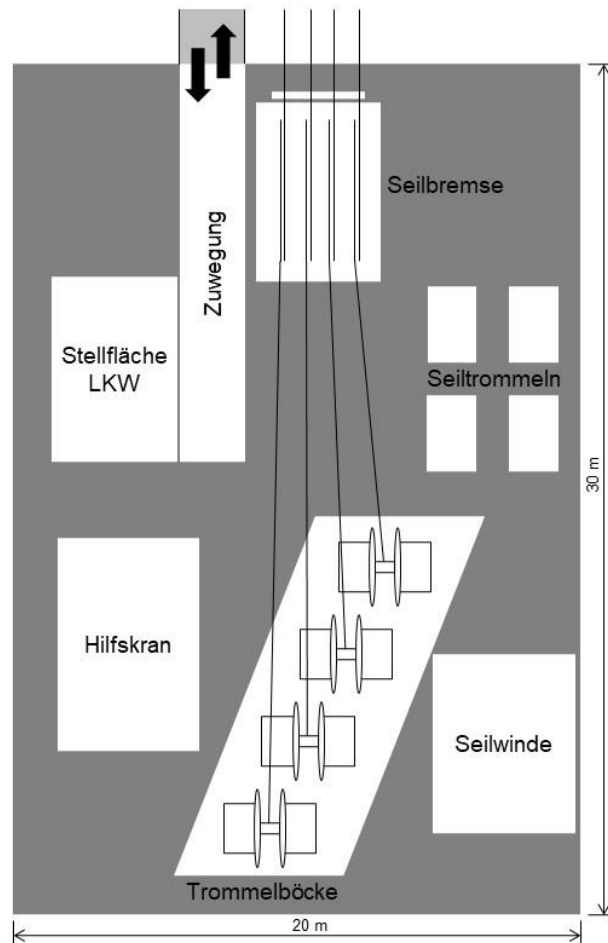 Seilbremse
Zuwegung
Stellfläche
LKW
Seiltrommeln
30 m
Hilfskran
Seilwinde
Trommelböcke
20 m